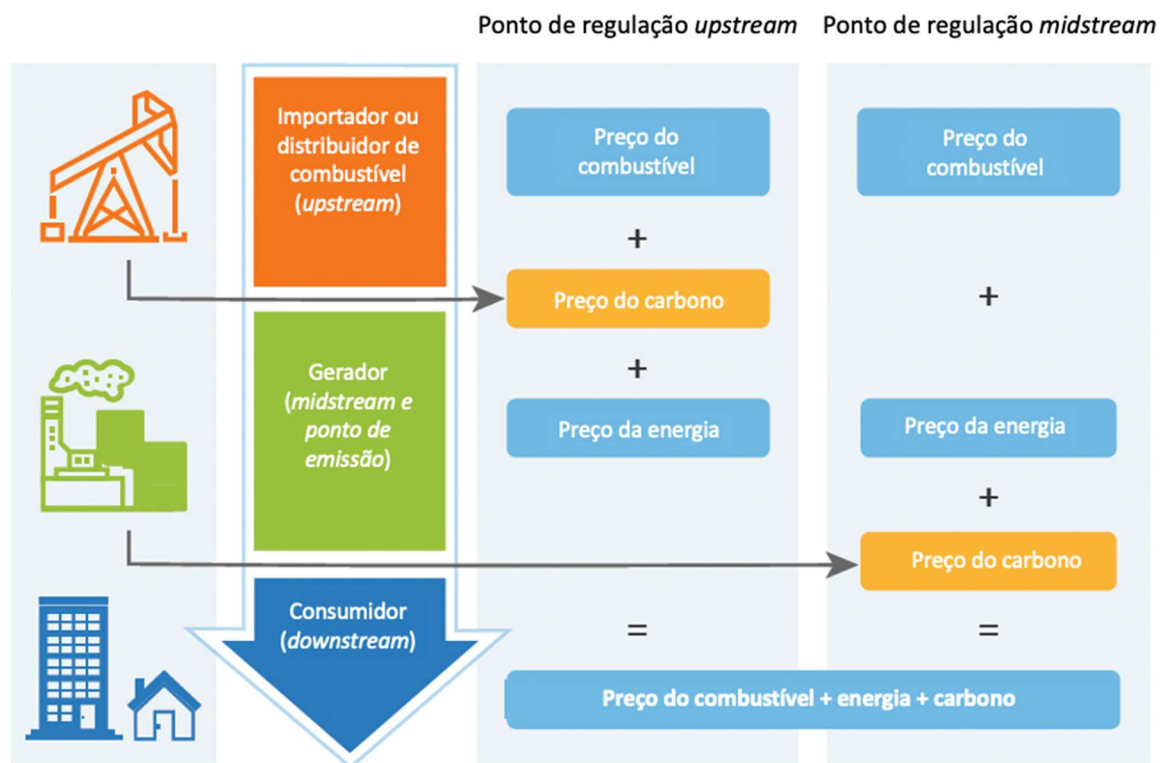 Ponto de regulação upstream
Ponto de regulação midstream
Importador ou
distribuidor de
combustível
(upstream)
Preço do
combustível
Preço do
combustível
+
Preço do carbono
+
+
Gerador
(midstream e
ponto de
emissão)
Preço da energia
Preço da energia
+
Preço do carbono
Consumidor
(downstream)
=
=
Preço do combustível + energia + carbono